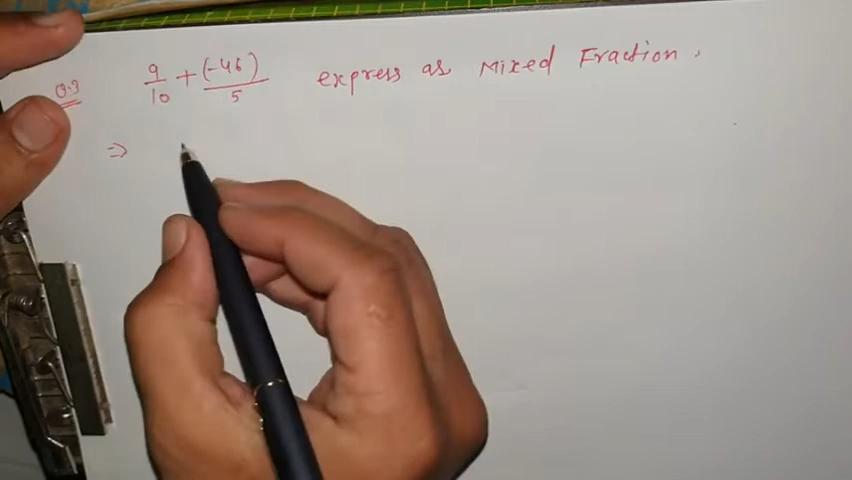 Q.3 9/10 + (-46)/5 express as Mixed Fraction.
⇒